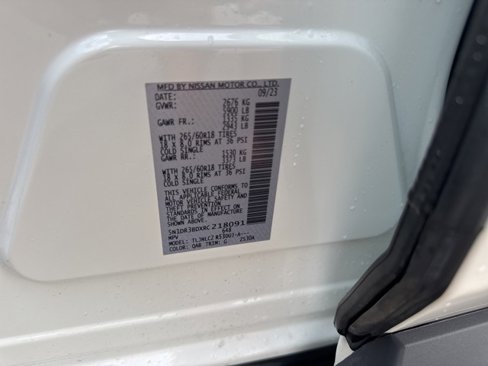 MFD BY NISSAN MOTOR CO., LTD.
DATE: 09/23
GVWR: 2676 KG
5900 LB
GAWR FR.: 1335 KG
2943 LB
WITH 265/60R18 TIRES
18 x 8.0 RIMS AT 36 PSI
COLD SINGLE
GAWR RR.: 1530 KG
3373 LB
WITH 265/60R18 TIRES
18 x 8.0 RIMS AT 36 PSI
COLD SINGLE
THIS VEHICLE CONFORMS TO
ALL APPLICABLE FEDERAL
MOTOR VEHICLE SAFETY AND
THEFT PREVENTION
STANDARDS IN EFFECT ON
THE DATE OF MANUFACTURE
SHOWN ABOVE.
5N1DR3BDXRC218091
MPV 648
MODEL:
COLOR: QAB TRIM: G